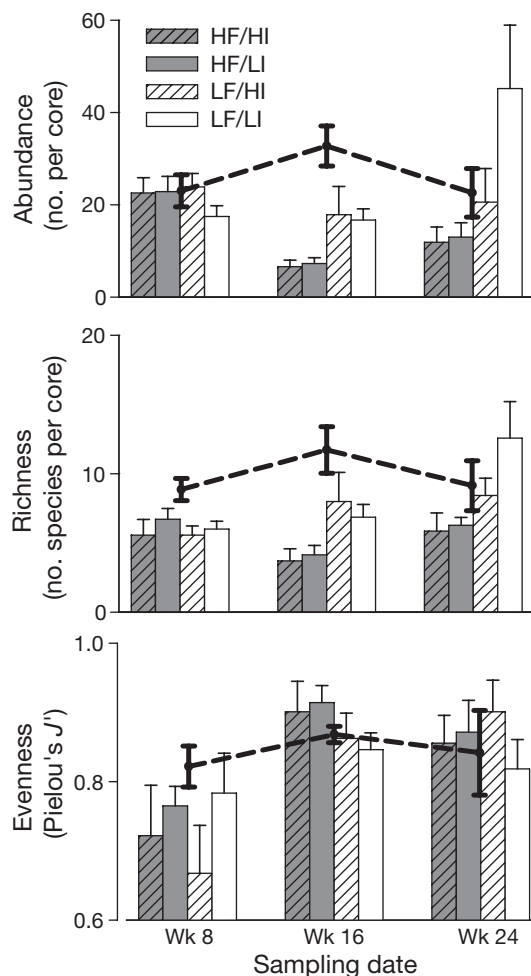 60
40
20
0
Abundance
(no. per core)
HF/HI
HF/LI
LF/HI
LF/LI
20
10
0
Richness
(no. species per core)
1.0
0.8
0.6
Evenness
(Pielou's J')
Wk 8 Wk 16 Wk 24
Sampling date